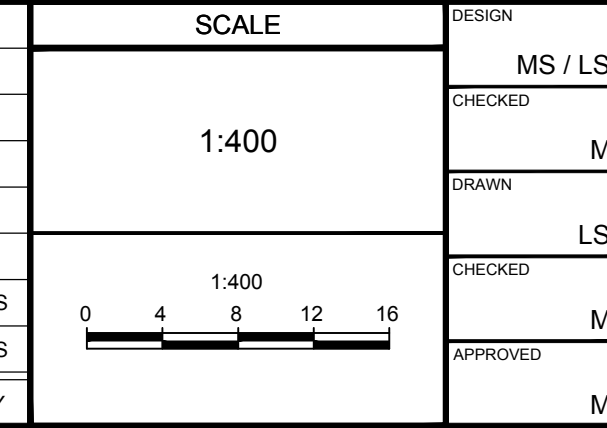 SCALE
1:400
1:400
0 4 8 12 16
DESIGN
MS / LS
CHECKED
M
DRAWN
LS
CHECKED
M
APPROVED
M
S
S
Y